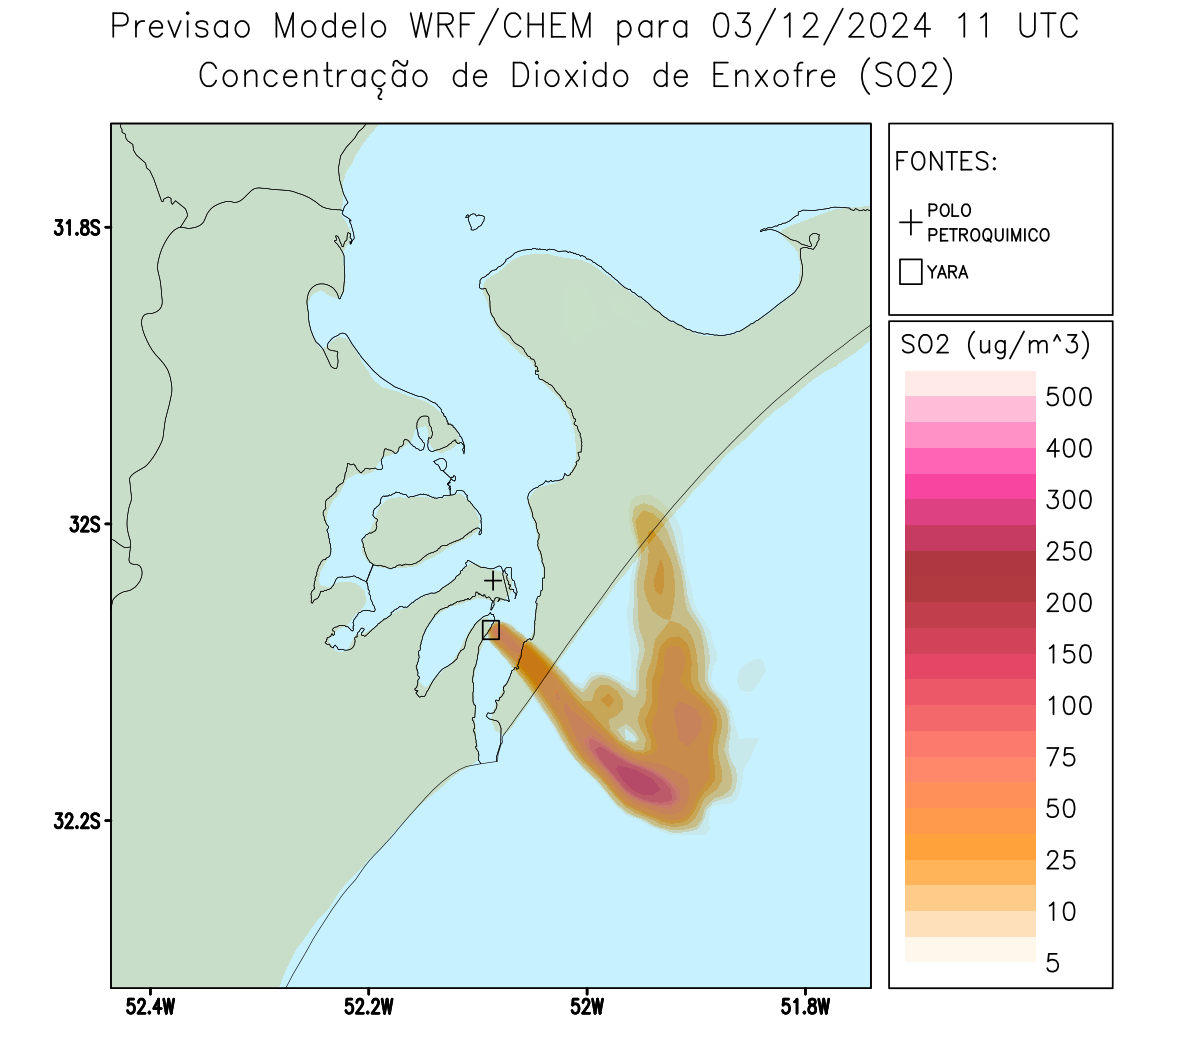 Previsao Modelo WRF/CHEM para 03/12/2024 11 UTC
Concentração de Dioxido de Enxofre (SO2)
FONTES:
POLO
PETROQUIMICO
YARA
SO2 (ug/m^3)
500
400
300
250
200
150
100
75
50
25
10
5
31.8S
32S
32.2S
52.4W
52.2W
52W
51.8W